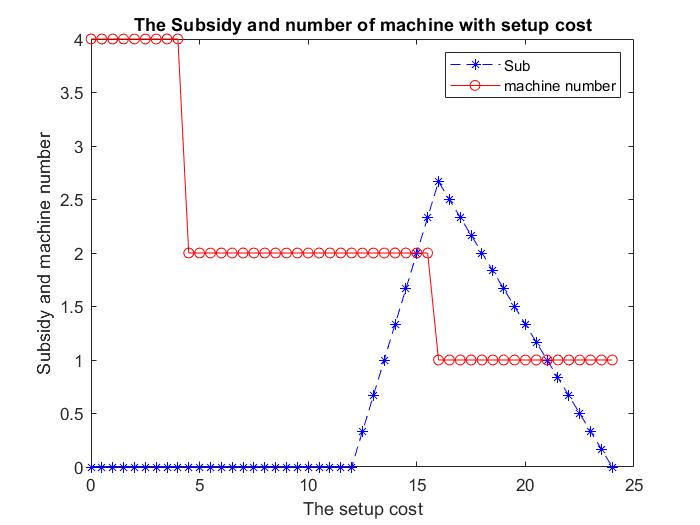 The Subsidy and number of machine with setup cost
Sub
machine number
4
3.5
3
2.5
2
1.5
1
0.5
0
Subsidy and machine number
0 5 10 15 20 25
The setup cost